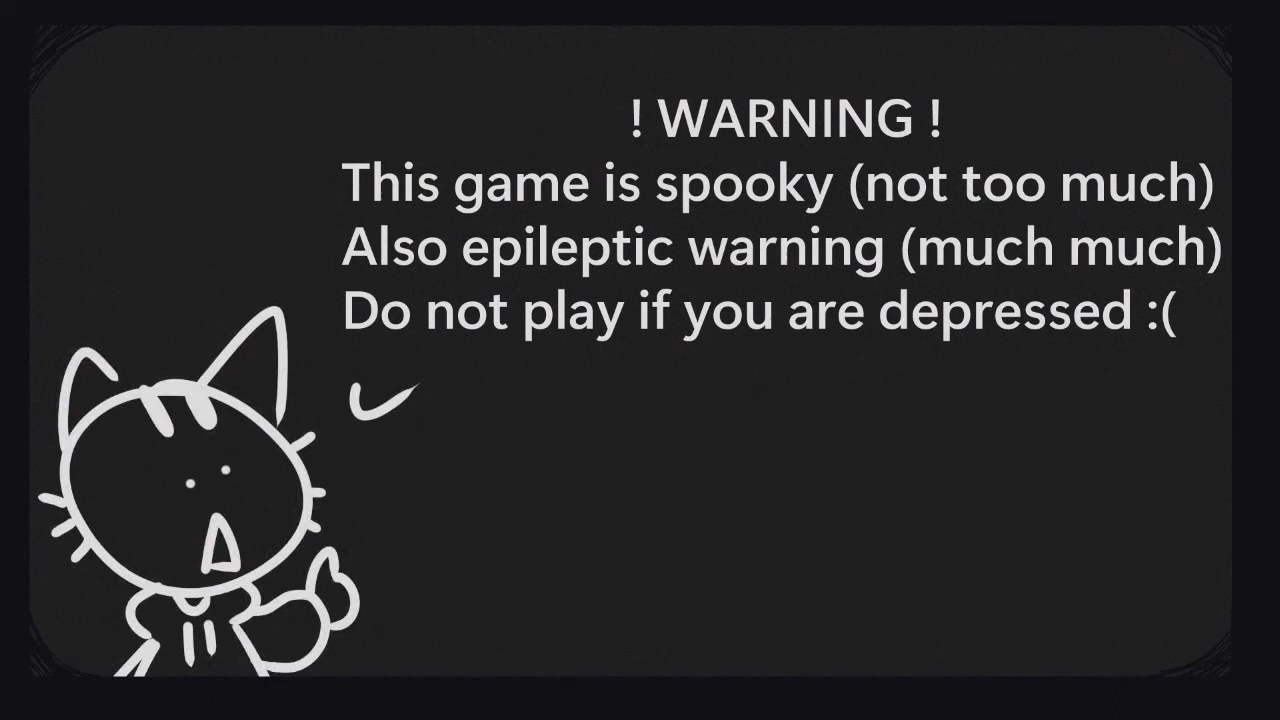 ! WARNING !
This game is spooky (not too much)
Also epileptic warning (much much)
Do not play if you are depressed :(